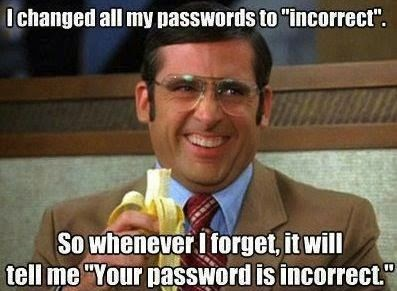 I changed all my passwords to "incorrect".
So whenever I forget, it will
tell me "Your password is incorrect."